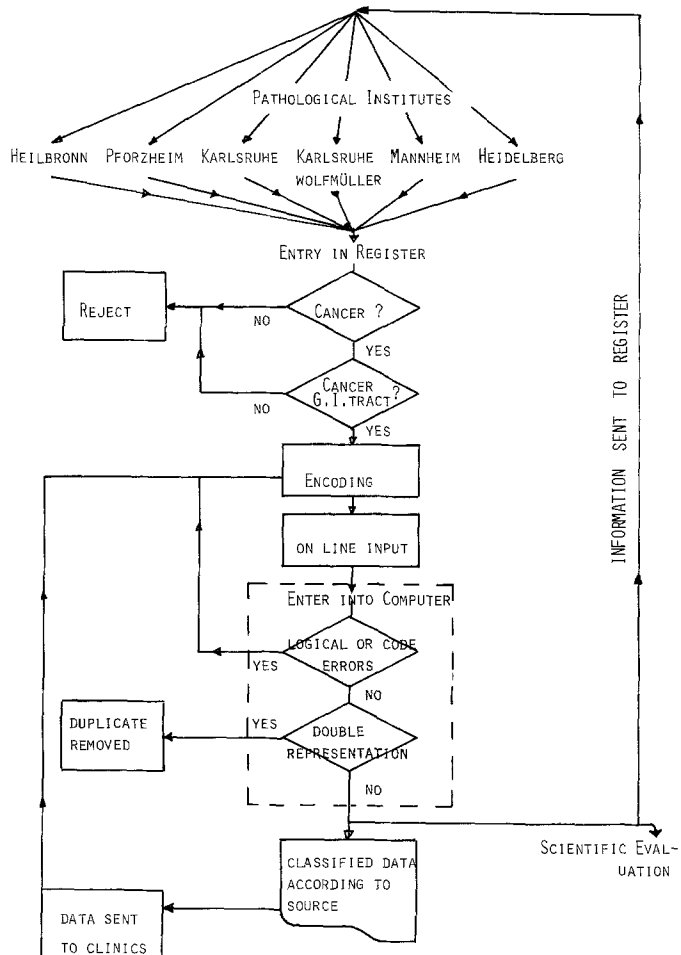 PATHOLOGICAL INSTITUTES
HEILBRONN PFORZHEIM KARLSRUHE KARLSRUHE MANNHEIM HEIDELBERG
WOLFMÜLLER
ENTRY IN REGISTER
REJECT
CANCER ?
NO
YES
CANCER
G.I.TRACT?
NO
YES
ENCODING
ON LINE INPUT
ENTER INTO COMPUTER
LOGICAL OR CODE
ERRORS
YES
NO
DUPLICATE
REMOVED
YES
DOUBLE
REPRESENTATION
NO
INFORMATION SENT TO REGISTER
SCIENTIFIC EVAL-
UATION
CLASSIFIED DATA
ACCORDING TO
SOURCE
DATA SENT
TO CLINICS